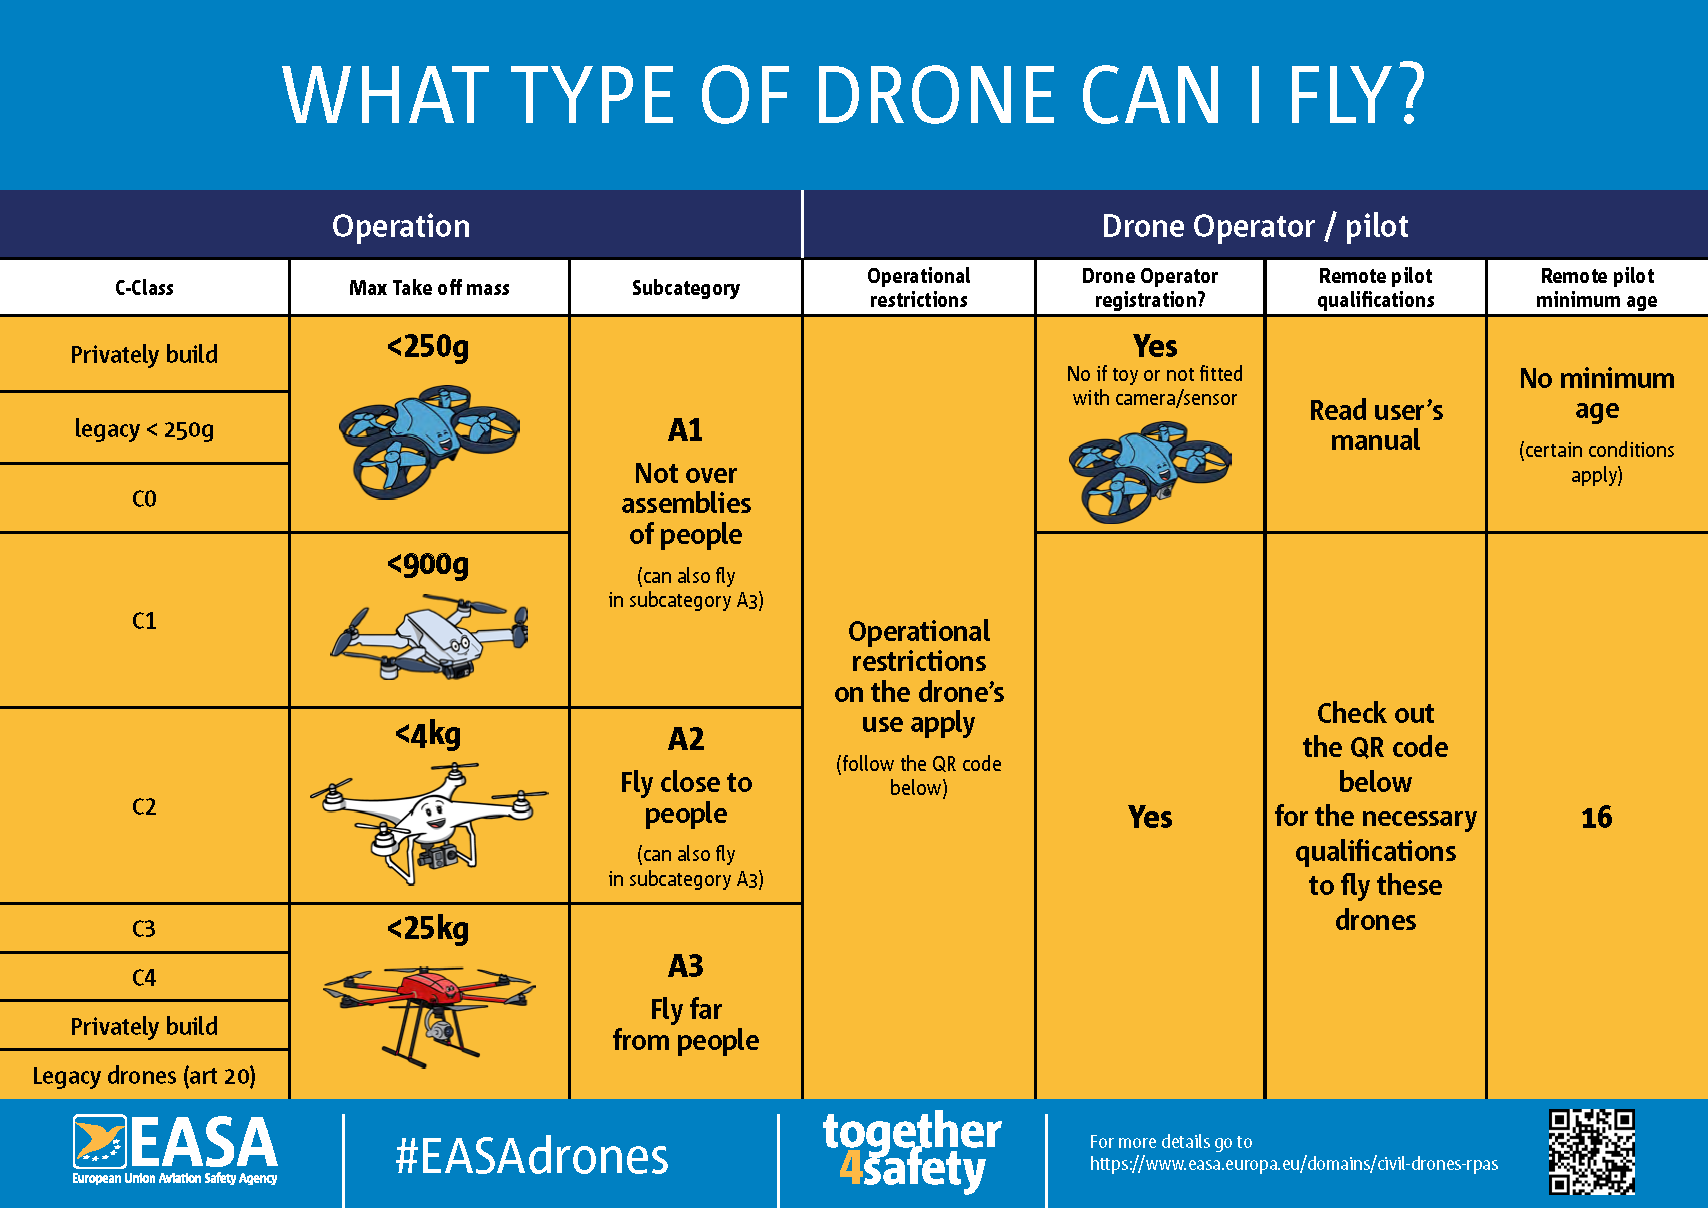 WHAT TYPE OF DRONE CAN I FLY?
Operation
Drone Operator / pilot
C-Class
Max Take off mass
Subcategory
Operational
restrictions
Drone Operator
registration?
Remote pilot
qualifications
Remote pilot
minimum age
Privately build
legacy < 250g
C0
<250g
C1
<900g
A1
Not over
assemblies
of people
(can also fly
in subcategory A3)
C2
<4kg
A2
Fly close to
people
(can also fly
in subcategory A3)
C3
C4
Privately build
Legacy drones (art 20)
<25kg
A3
Fly far
from people
Operational
restrictions
on the drone's
use apply
(follow the QR code
below)
Yes
No if toy or not fitted
with camera/sensor
Yes
Read user's
manual
Check out
the QR code
below
for the necessary
qualifications
to fly these
drones
No minimum
age
(certain conditions
apply)
16
EASA
European Union Aviation Safety Agency
#EASAdrones
together
4safety
For more details go to
https://www.easa.europa.eu/domains/civil-drones-rpas